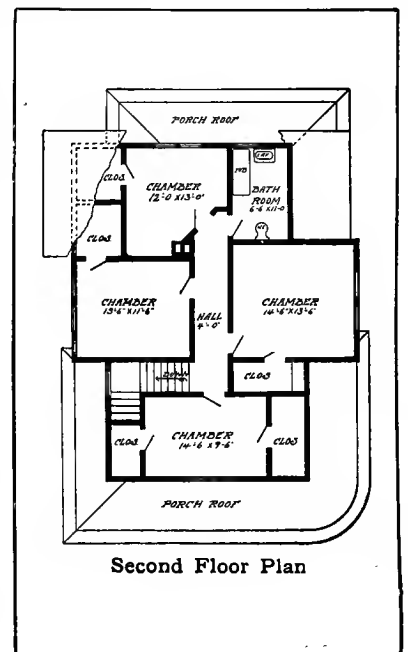 PORCH ROOF
LAV
CLOS.
CHAMBER
12'-0 X 13'-0"
BATH
ROOM
6-6 X 11-0
CLOS.
CHAMBER
13'-6" X 11'-6"
HALL
4'-0"
CHAMBER
14'-6 X 13'-6"
DOWN
CLOS.
CLOS.
CHAMBER
14'-6 X 9'-6"
CLOS.
PORCH ROOF
Second Floor Plan